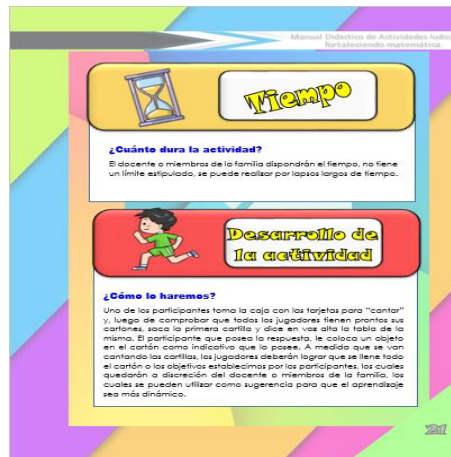 Manual Didactico de Actividades ludic
fortaleciendo matemática
Tiempo
¿Cuánto dura la actividad?
El docente o miembros de la familia dispondrán el tiempo, no tiene
un límite estipulado, se puede realizar por lapsos largos de tiempo.
Desarrollo de
la actividad
¿Cómo lo haremos?
Uno de los participantes toma la caja con las tarjetas para "cantar"
y, luego de comprobar que todos los jugadores tienen prontos sus
cartones, saca la primera cartilla y dice en voz alta la tabla de la
misma. El participante que posea la respuesta, le coloca un objeto
en el cartón como indicativo que lo posee. A medida que se van
cantando las cartillas, los jugadores deberán lograr que se llene todo
el cartón o los objetivos establecimos por los participantes, los cuales
quedarán a discreción del docente o miembros de la familia, los
cuales se pueden utilizar como sugerencia para que el aprendizaje
sea más dinámico.
21